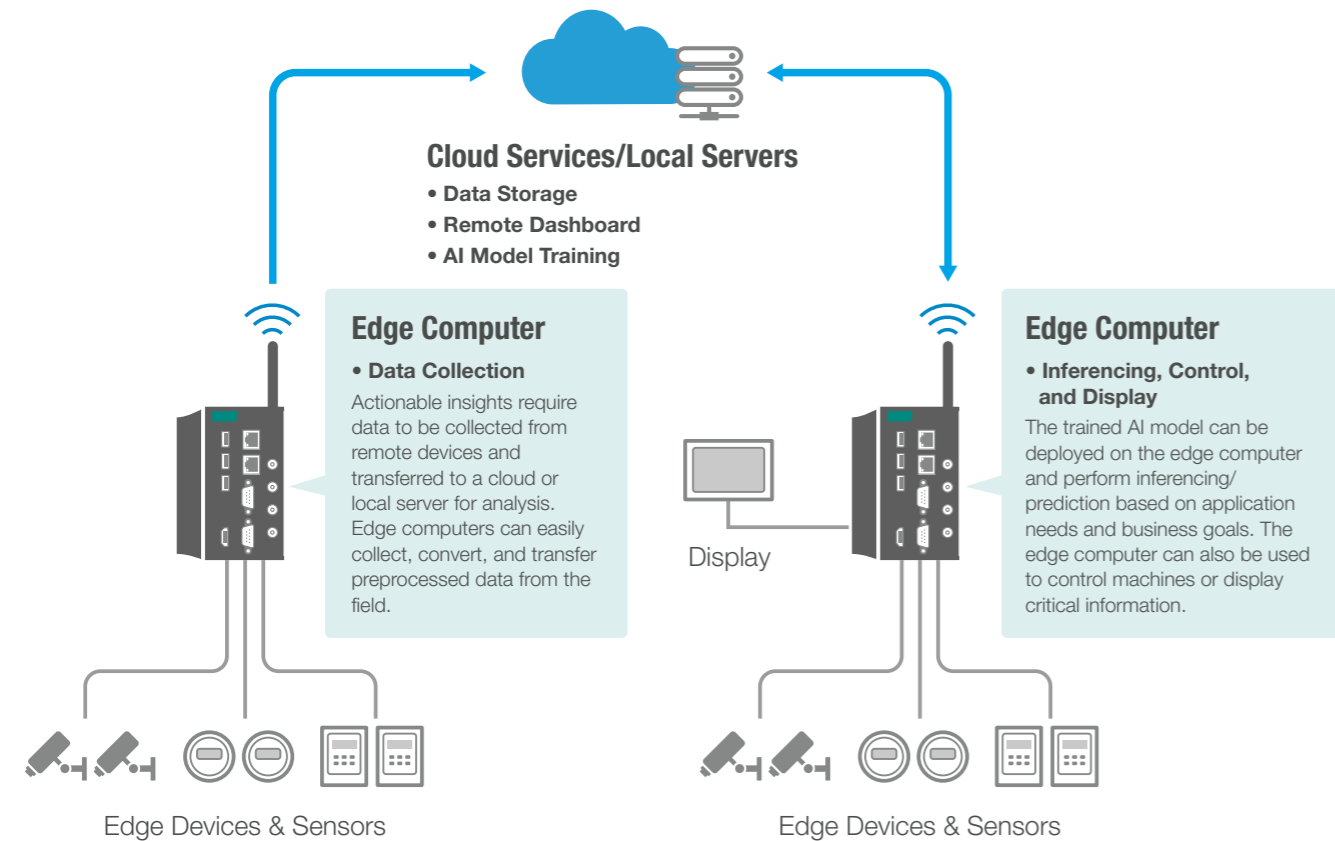 Cloud Services/Local Servers
• Data Storage
• Remote Dashboard
• AI Model Training
Edge Computer
• Data Collection
Actionable insights require
data to be collected from
remote devices and
transferred to a cloud or
local server for analysis.
Edge computers can easily
collect, convert, and transfer
preprocessed data from the
field.
Display
Edge Computer
• Inferencing, Control,
and Display
The trained AI model can be
deployed on the edge computer
and perform inferencing/
prediction based on application
needs and business goals. The
edge computer can also be used
to control machines or display
critical information.
Edge Devices & Sensors
Edge Devices & Sensors